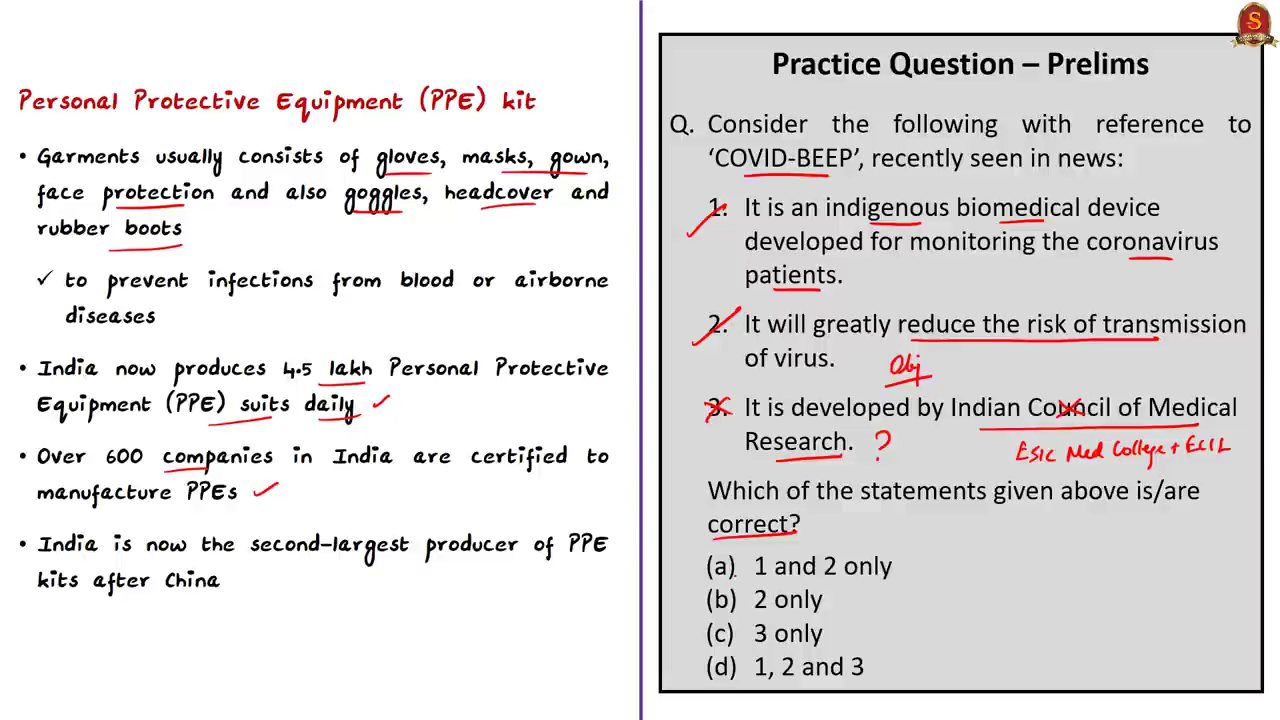 Personal Protective Equipment (PPE) kit
• Garments usually consists of gloves, masks, gown,
face protection and also goggles, headcover and
rubber boots
✓ to prevent infections from blood or airborne
diseases
• India now produces 4.5 lakh Personal Protective
Equipment (PPE) suits daily
• Over 600 companies in India are certified to
manufacture PPEs
• India is now the second-largest producer of PPE
kits after China
S
Practice Question – Prelims
Q. Consider the following with reference to
‘COVID-BEEP’, recently seen in news:
1. It is an indigenous biomedical device
developed for monitoring the coronavirus
patients.
2. It will greatly reduce the risk of transmission
of virus.
Obj
3. It is developed by Indian Council of Medical
Research. ?
ESIC Med College + ECIL
Which of the statements given above is/are
correct?
(a) 1 and 2 only
(b) 2 only
(c) 3 only
(d) 1, 2 and 3